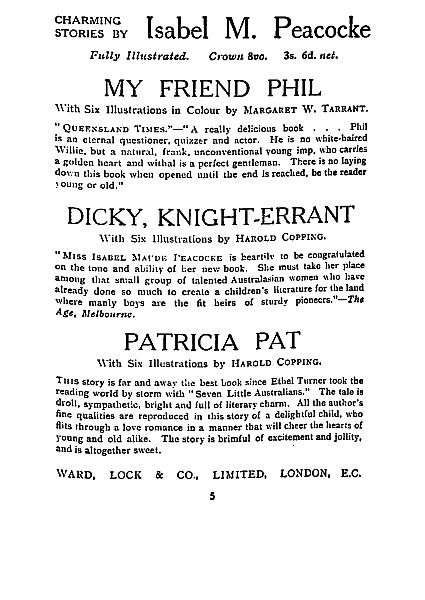 CHARMING
STORIES BY Isabel M. Peacocke
Fully Illustrated. Crown 8vo. 3s. 6d. net.
MY FRIEND PHIL
With Six Illustrations in Colour by MARGARET W. TARRANT.
"QUEENSLAND TIMES."—"A really delicious book . . . Phil
is an eternal questioner, quizzer and actor. He is no white-haired
Willie, but a natural, frank, unconventional young imp, who carries
a golden heart and withal is a perfect gentleman. There is no laying
down this book when opened until the end is reached, be the reader
young or old."
DICKY, KNIGHT-ERRANT
With Six Illustrations by HAROLD COPPING.
"MISS ISABEL MAUDE PEACOCKE is heartily to be congratulated
on the tone and ability of her new book. She must take her place
among that small group of talented Australasian women who have
already done so much to create a children's literature for the land
where manly boys are the fit heirs of sturdy pioneers."—The
Age, Melbourne.
PATRICIA PAT
With Six Illustrations by HAROLD COPPING.
THIS story is far and away the best book since Ethel Turner took the
reading world by storm with "Seven Little Australians." The tale is
droll, sympathetic, bright and full of literary charm. All the author's
fine qualities are reproduced in this story of a delightful child, who
flits through a love romance in a manner that will cheer the hearts of
young and old alike. The story is brimful of excitement and jollity,
and is altogether sweet.
WARD, LOCK & CO., LIMITED, LONDON, E.C.
5